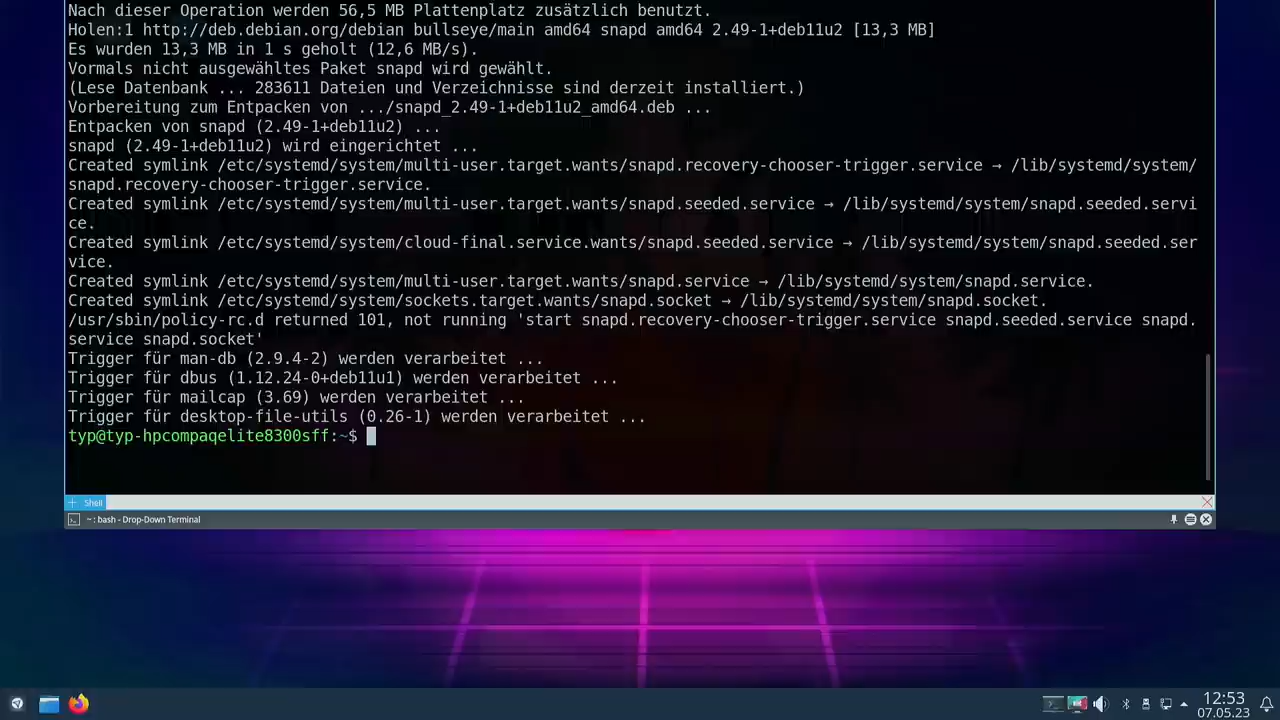 Nach dieser Operation werden 56,5 MB Plattenplatz zusätzlich benutzt.
Holen:1 http://deb.debian.org/debian bullseye/main amd64 snapd amd64 2.49-1+deb11u2 [13,3 MB]
Es wurden 13,3 MB in 1 s geholt (12,6 MB/s).
Vormals nicht ausgewähltes Paket snapd wird gewählt.
(Lese Datenbank ... 283611 Dateien und Verzeichnisse sind derzeit installiert.)
Vorbereitung zum Entpacken von .../snapd_2.49-1+deb11u2_amd64.deb ...
Entpacken von snapd (2.49-1+deb11u2) ...
snapd (2.49-1+deb11u2) wird eingerichtet ...
Created symlink /etc/systemd/system/multi-user.target.wants/snapd.recovery-chooser-trigger.service → /lib/systemd/system/
snapd.recovery-chooser-trigger.service.
Created symlink /etc/systemd/system/multi-user.target.wants/snapd.seeded.service → /lib/systemd/system/snapd.seeded.servi
ce.
Created symlink /etc/systemd/system/cloud-final.service.wants/snapd.seeded.service → /lib/systemd/system/snapd.seeded.ser
vice.
Created symlink /etc/systemd/system/multi-user.target.wants/snapd.service → /lib/systemd/system/snapd.service.
Created symlink /etc/systemd/system/sockets.target.wants/snapd.socket → /lib/systemd/system/snapd.socket.
/usr/sbin/policy-rc.d returned 101, not running 'start snapd.recovery-chooser-trigger.service snapd.seeded.service snapd.
service snapd.socket'
Trigger für man-db (2.9.4-2) werden verarbeitet ...
Trigger für dbus (1.12.24-0+deb11u1) werden verarbeitet ...
Trigger für mailcap (3.69) werden verarbeitet ...
Trigger für desktop-file-utils (0.26-1) werden verarbeitet ...
typ@typ-hpcompaqelite8300sff:~$
Shell
~ : bash - Drop-Down Terminal
12:53
07.05.23